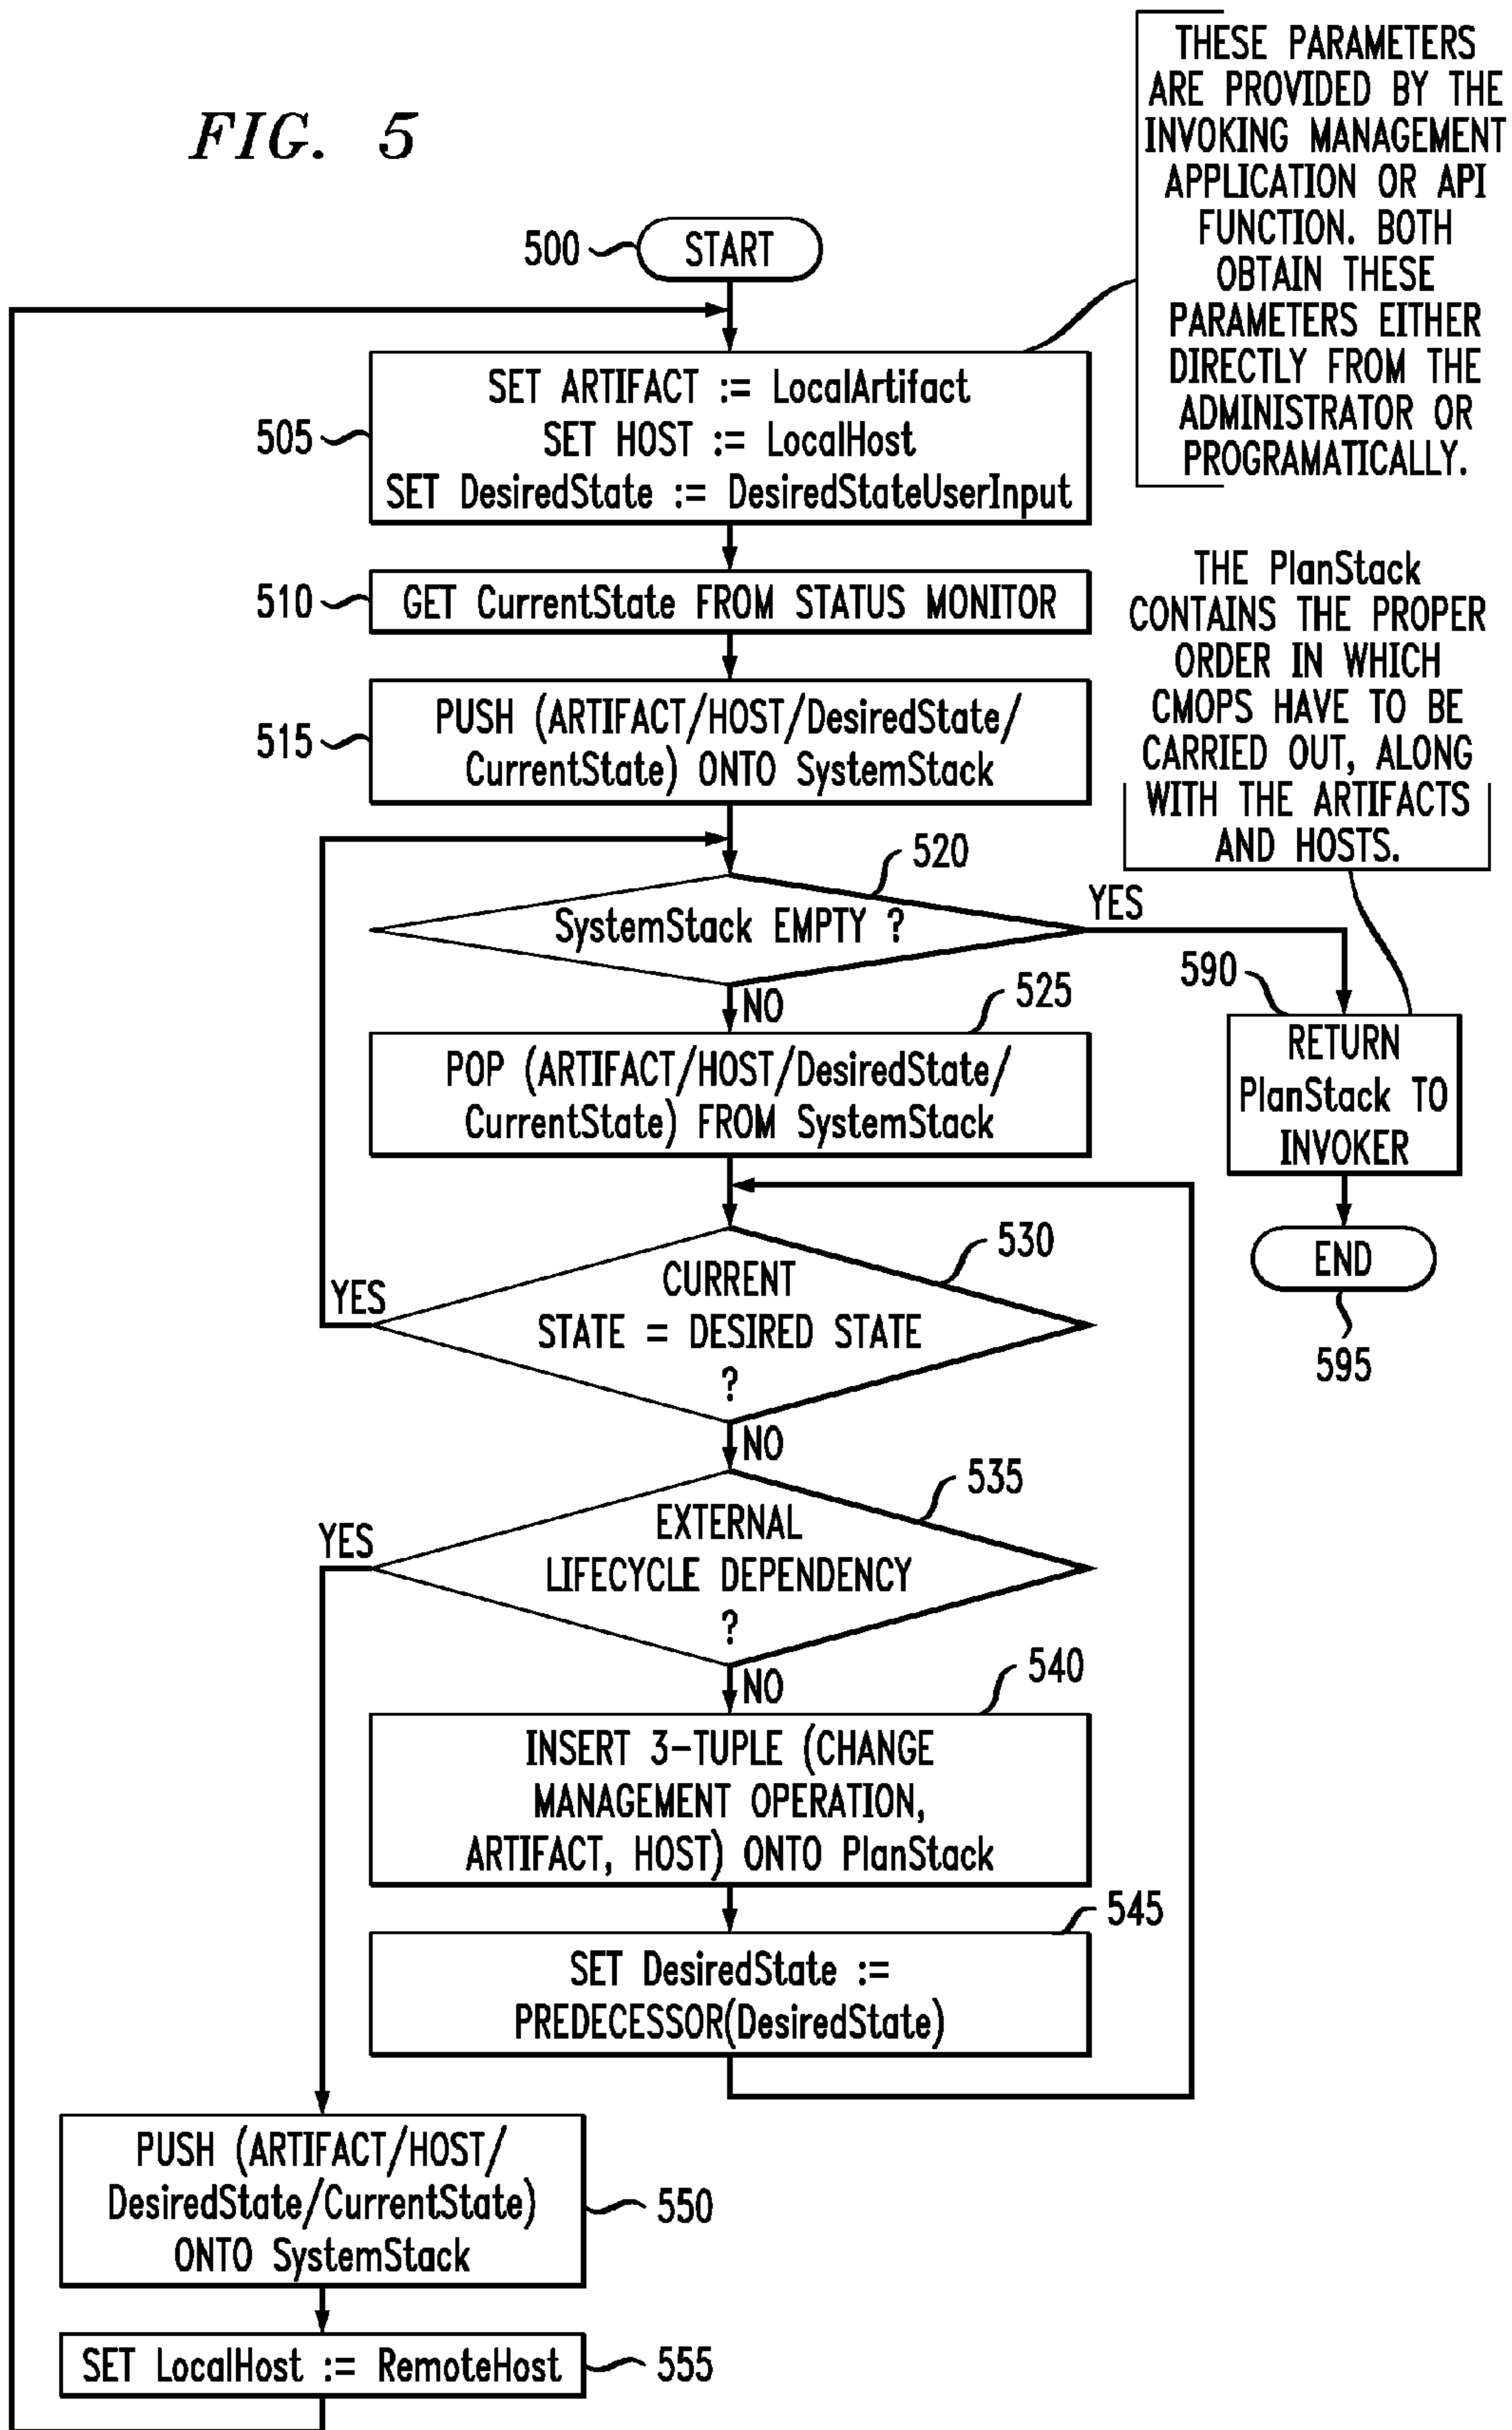 FIG. 5
THESE PARAMETERS
ARE PROVIDED BY THE
INVOKING MANAGEMENT
APPLICATION OR API
FUNCTION. BOTH
OBTAIN THESE
PARAMETERS EITHER
DIRECTLY FROM THE
ADMINISTRATOR OR
PROGRAMATICALLY.
500
START
505
SET ARTIFACT := LocalArtifact
SET HOST := LocalHost
SET DesiredState := DesiredStateUserInput
510
GET CurrentState FROM STATUS MONITOR
515
PUSH (ARTIFACT/HOST/DesiredState/
CurrentState) ONTO SystemStack
THE PlanStack
CONTAINS THE PROPER
ORDER IN WHICH
CMOPS HAVE TO BE
CARRIED OUT, ALONG
WITH THE ARTIFACTS
AND HOSTS.
520
SystemStack EMPTY ?
YES
NO
525
POP (ARTIFACT/HOST/DesiredState/
CurrentState) FROM SystemStack
590
RETURN
PlanStack TO
INVOKER
END
595
530
CURRENT
STATE = DESIRED STATE
?
YES
NO
535
EXTERNAL
LIFECYCLE DEPENDENCY
?
YES
NO
540
INSERT 3-TUPLE (CHANGE
MANAGEMENT OPERATION,
ARTIFACT, HOST) ONTO PlanStack
545
SET DesiredState :=
PREDECESSOR(DesiredState)
PUSH (ARTIFACT/HOST/
DesiredState/CurrentState)
ONTO SystemStack
550
SET LocalHost := RemoteHost
555